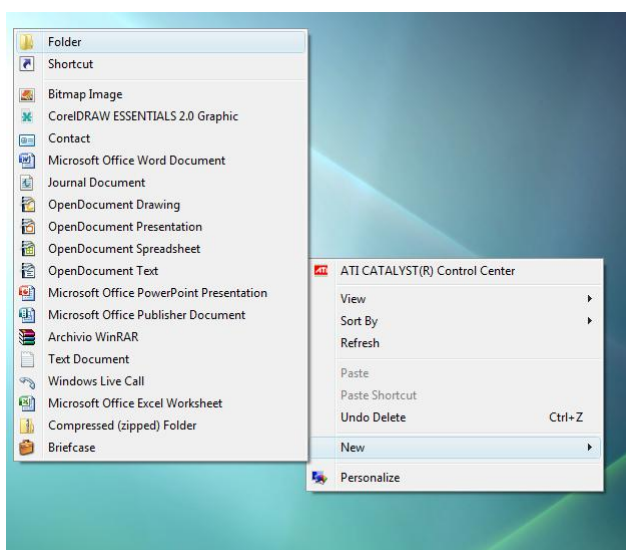 Folder
Shortcut
Bitmap Image
CorelDRAW ESSENTIALS 2.0 Graphic
Contact
Microsoft Office Word Document
Journal Document
OpenDocument Drawing
OpenDocument Presentation
OpenDocument Spreadsheet
OpenDocument Text
Microsoft Office PowerPoint Presentation
Microsoft Office Publisher Document
Archivio WinRAR
Text Document
Windows Live Call
Microsoft Office Excel Worksheet
Compressed (zipped) Folder
Briefcase
ATI ATI CATALYST(R) Control Center
View
Sort By
Refresh
Paste
Paste Shortcut
Undo Delete Ctrl+Z
New
Personalize